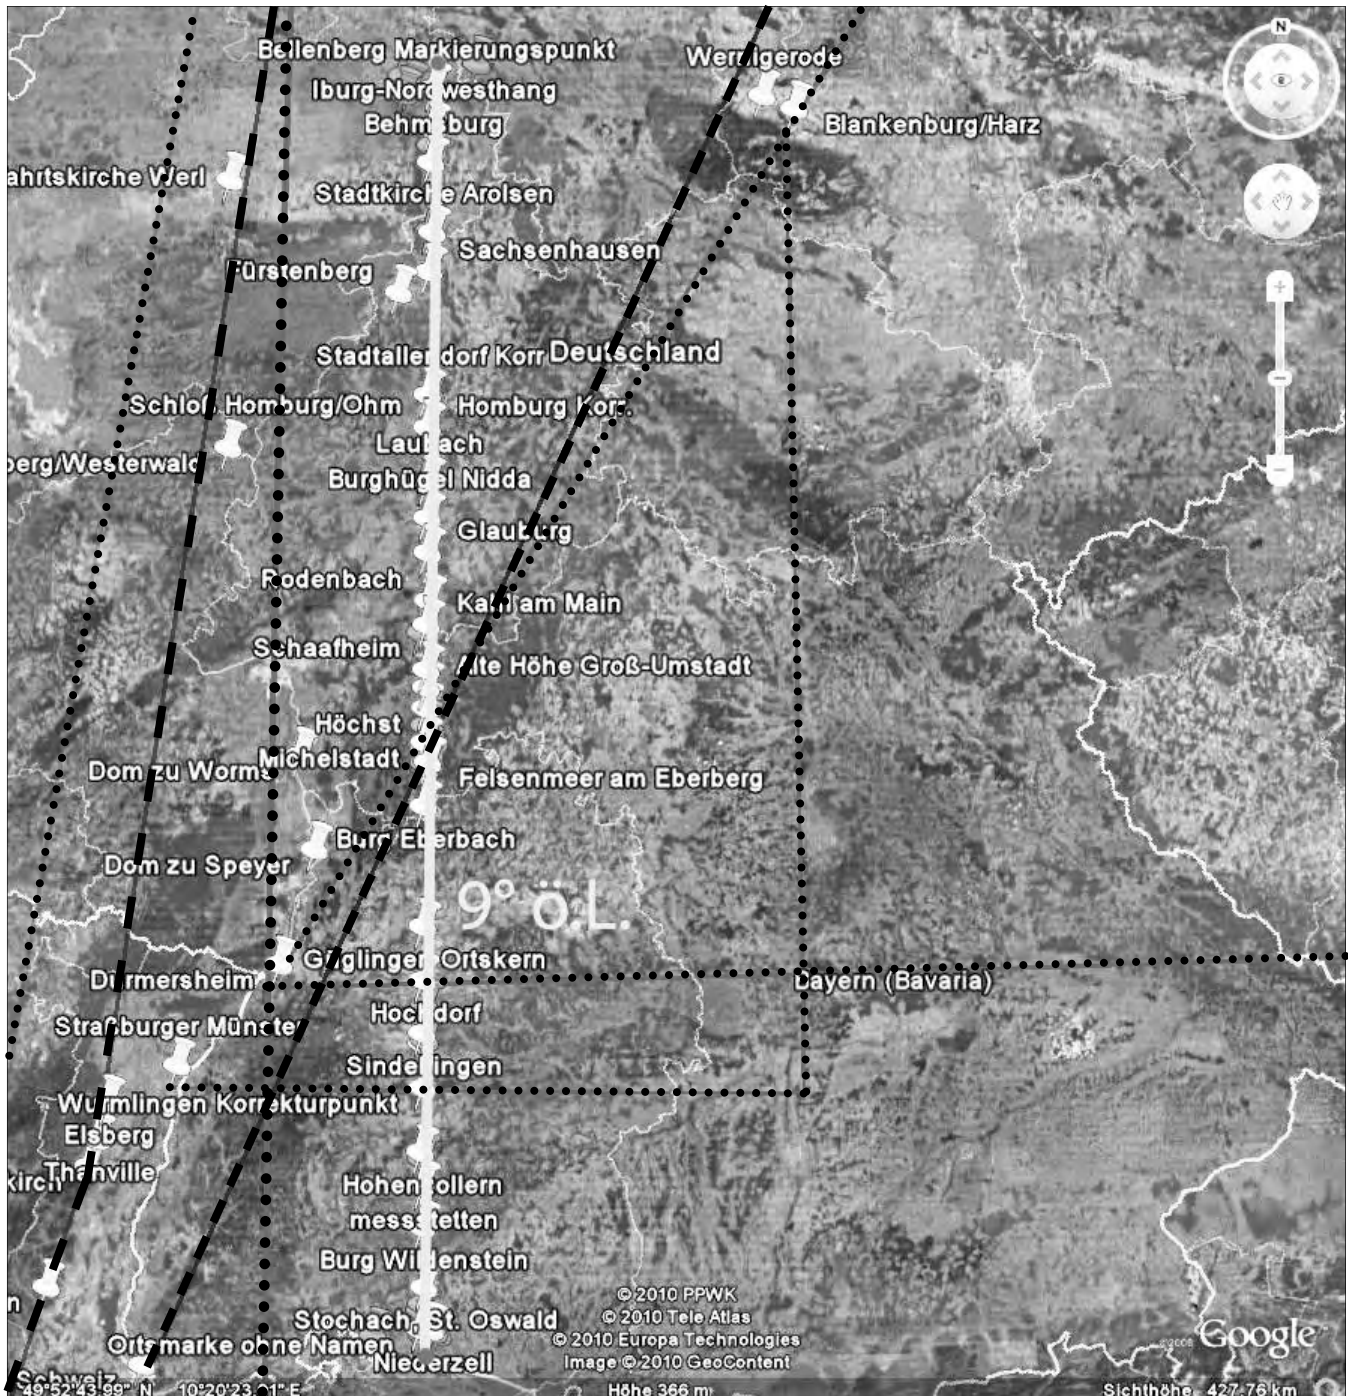 Bellenberg Markierungspunkt
Wernigerode
N
Iburg-Nordwesthang
Behmsburg
Blankenburg/Harz
ahrtskirche Werl
Stadtkirche Arolsen
Sachsenhausen
Fürstenberg
Stadtallendorf Korr
Deutschland
Schloß Homburg/Ohm
Homburg Korr.
Laubach
berg/Westerwald
Burghügel Nidda
Glauburg
Rodenbach
Kahl am Main
Schaafheim
Alte Höhe Groß-Umstadt
Höchst
Michelstadt
Dom zu Worms
Felsenmeer am Eberberg
Burg Eberbach
Dom zu Speyer
9° ö.L.
Güglingen Ortskern
Durmersheim
Bayern (Bavaria)
Hochdorf
Straßburger Münster
Sindelfingen
Wurmlingen Korrekturpunkt
Elsberg
Thanville
kirch
Hohenzollern
messstetten
Burg Wildenstein
© 2010 PPWK
n
Stochach, St. Oswald
© 2010 Tele Atlas
© 2010 Europa Technologies
Google
Ortsmarke ohne Namen
Niederzell
Image © 2010 GeoContent
Schweiz
49°52'43.99" N
Höhe 366 m
Sichthöhe 427.76 km